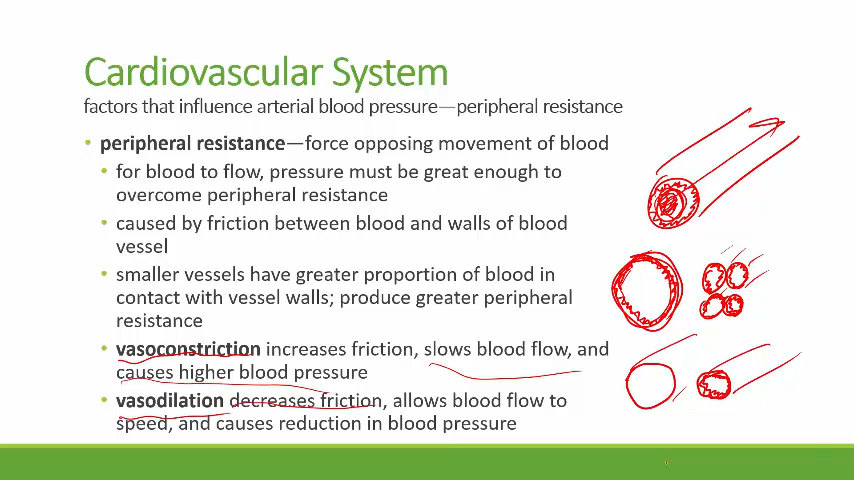 Cardiovascular System
factors that influence arterial blood pressure—peripheral resistance
• peripheral resistance—force opposing movement of blood
• for blood to flow, pressure must be great enough to
overcome peripheral resistance
• caused by friction between blood and walls of blood
vessel
• smaller vessels have greater proportion of blood in
contact with vessel walls; produce greater peripheral
resistance
• vasoconstriction increases friction, slows blood flow, and
causes higher blood pressure
• vasodilation decreases friction, allows blood flow to
speed, and causes reduction in blood pressure